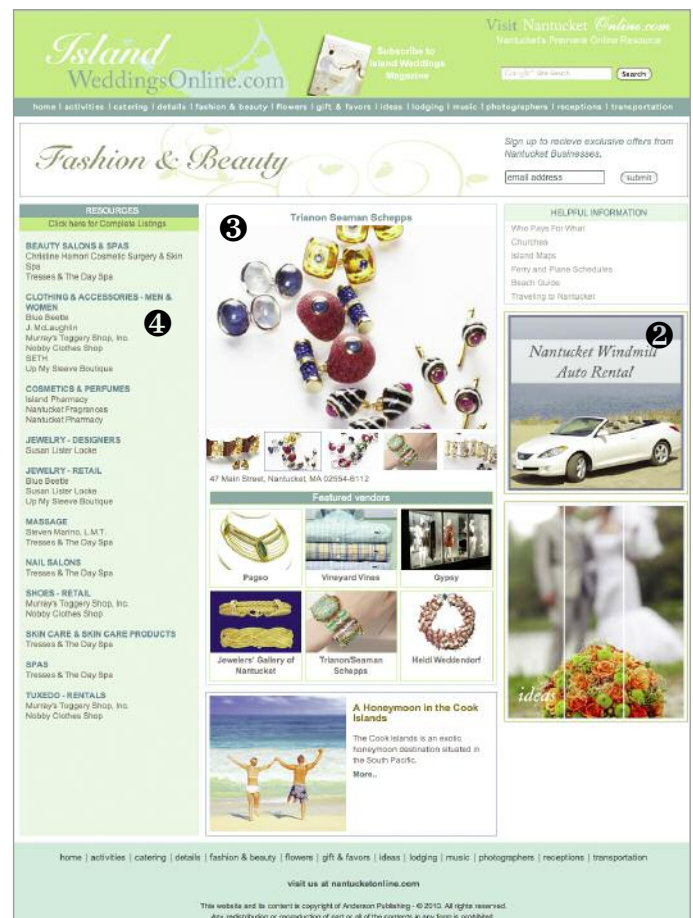 Island
WeddingsOnline.com
Subscribe to
Island Weddings
Magazine
Visit Nantucket Online.com
Nantucket's Premiere Online Resource
Google™ Site Search
Search
home | activities | catering | details | fashion & beauty | flowers | gift & favors | ideas | lodging | music | photographers | receptions | transportation
Fashion & Beauty
Sign up to recieve exclusive offers from
Nantucket Businesses.
email address
submit
RESOURCES
Click here for Complete Listings
BEAUTY SALONS & SPAS
Christine Hamori Cosmetic Surgery & Skin
Spa
Tresses & The Day Spa
CLOTHING & ACCESSORIES - MEN &
WOMEN
Blue Beetle
J. McLaughlin
Murray's Toggery Shop, Inc.
Nobby Clothes Shop
SETH
Up My Sleeve Boutique
4
COSMETICS & PERFUMES
Island Pharmacy
Nantucket Fragrances
Nantucket Pharmacy
JEWELRY - DESIGNERS
Susan Lister Locke
JEWELRY - RETAIL
Blue Beetle
Susan Lister Locke
Up My Sleeve Boutique
MASSAGE
Steven Marino, L.M.T.
Tresses & The Day Spa
NAIL SALONS
Tresses & The Day Spa
SHOES - RETAIL
Murray's Toggery Shop, Inc.
Nobby Clothes Shop
SKIN CARE & SKIN CARE PRODUCTS
Tresses & The Day Spa
SPAS
Tresses & The Day Spa
TUXEDO - RENTALS
Murray's Toggery Shop, Inc.
Nobby Clothes Shop
3
Trianon Seaman Schepps
47 Main Street, Nantucket, MA 02554-6112
Featured vendors
Pageo
Vineyard Vines
Gypsy
Jewelers' Gallery of
Nantucket
Trianon/Seaman
Schepps
Heidi Weddendorf
A Honeymoon in the Cook
Islands
The Cook Islands is an exotic
honeymoon destination situated in
the South Pacific.
More..
HELPFUL INFORMATION
Who Pays For What
Churches
Island Maps
Ferry and Plane Schedules
Beach Guide
Traveling to Nantucket
2
Nantucket Windmill
Auto Rental
ideas
home | activities | catering | details | fashion & beauty | flowers | gift & favors | ideas | lodging | music | photographers | receptions | transportation
visit us at nantucketonline.com
This website and its content is copyright of Anderson Publishing - © 2010. All rights reserved.
Any redistribution or reproduction of part or all of the contents in any form is prohibited.